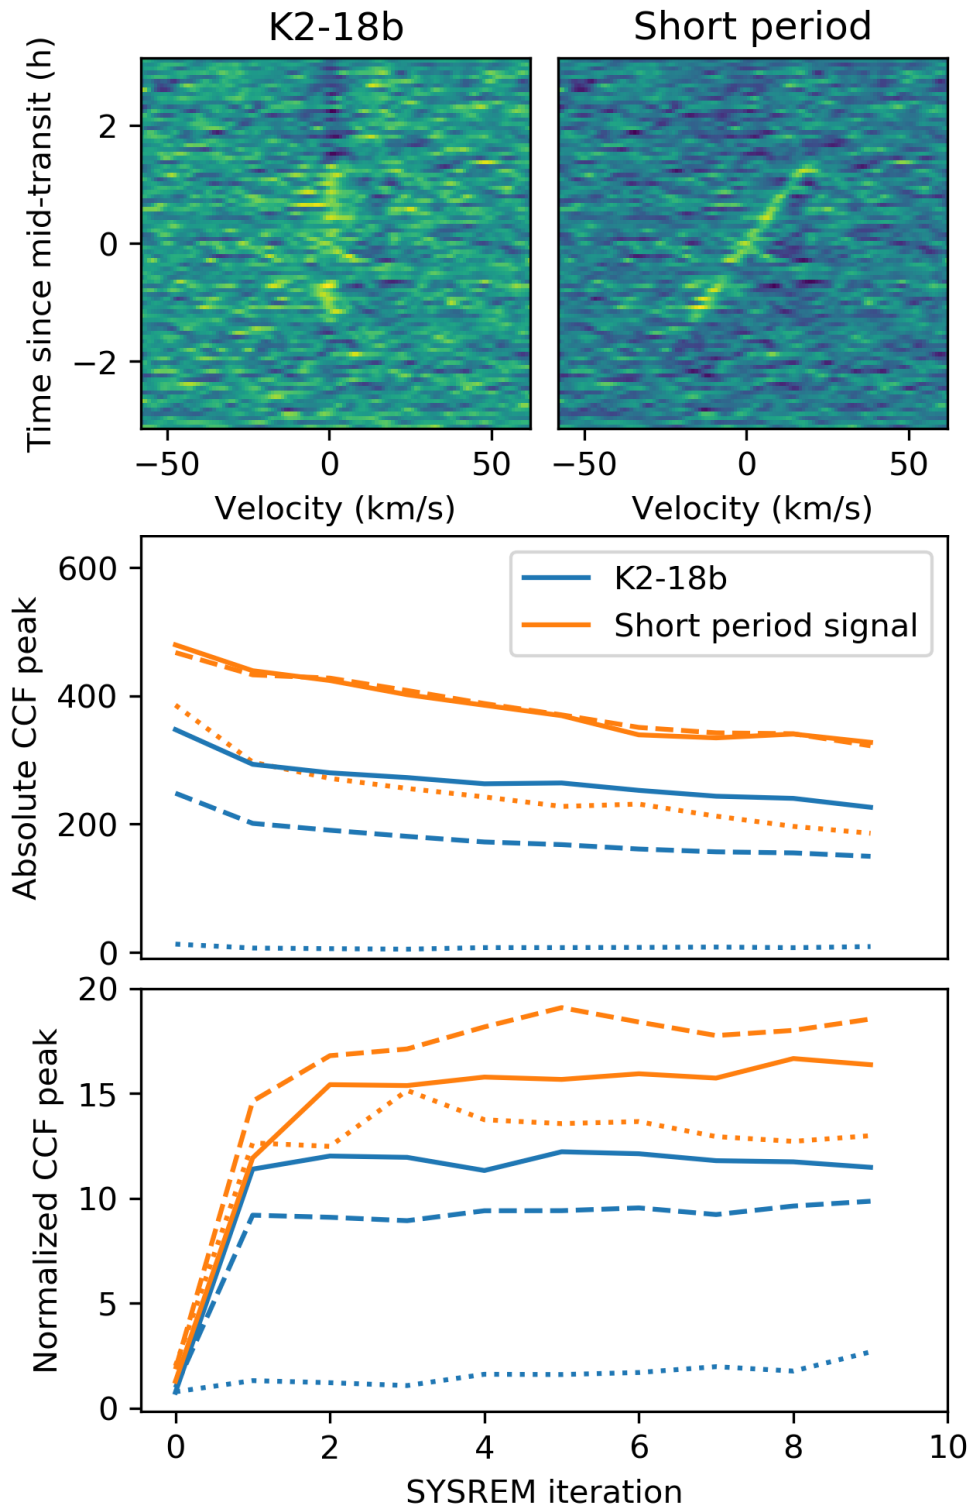 K2-18b
Short period
Time since mid-transit (h)
2
0
−2
−50
0
50
−50
0
50
Velocity (km/s)
Velocity (km/s)
Absolute CCF peak
600
400
200
0
K2-18b
Short period signal
Normalized CCF peak
20
15
10
5
0
0
2
4
6
8
10
SYSREM iteration